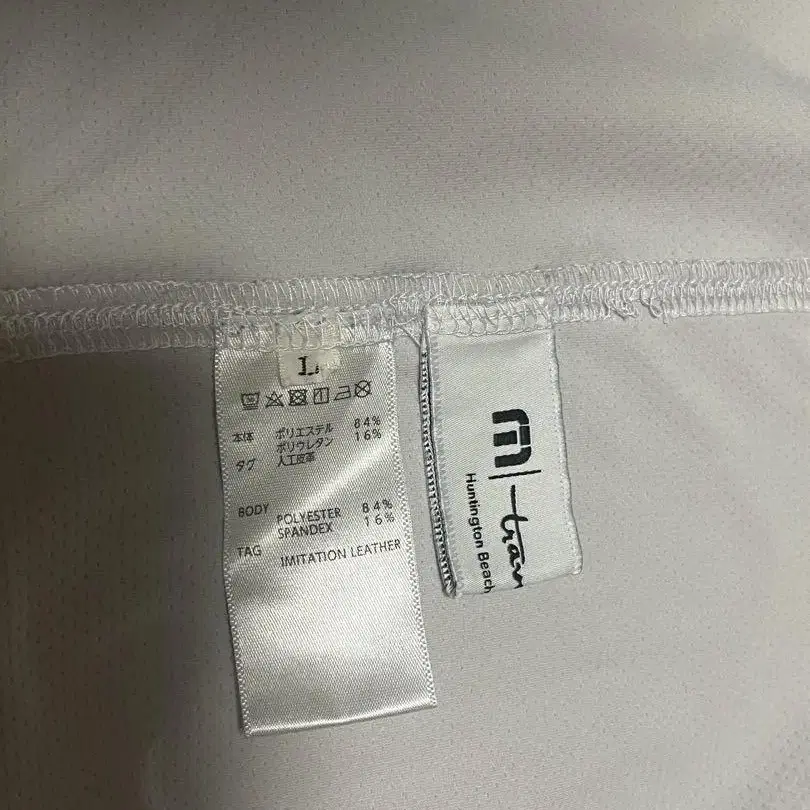 L
本体 ポリエステル 84%
ポリウレタン 16%
タグ 人工皮革
BODY POLYESTER 84%
SPANDEX 16%
TAG IMITATION LEATHER
m
trav
Huntington Beach